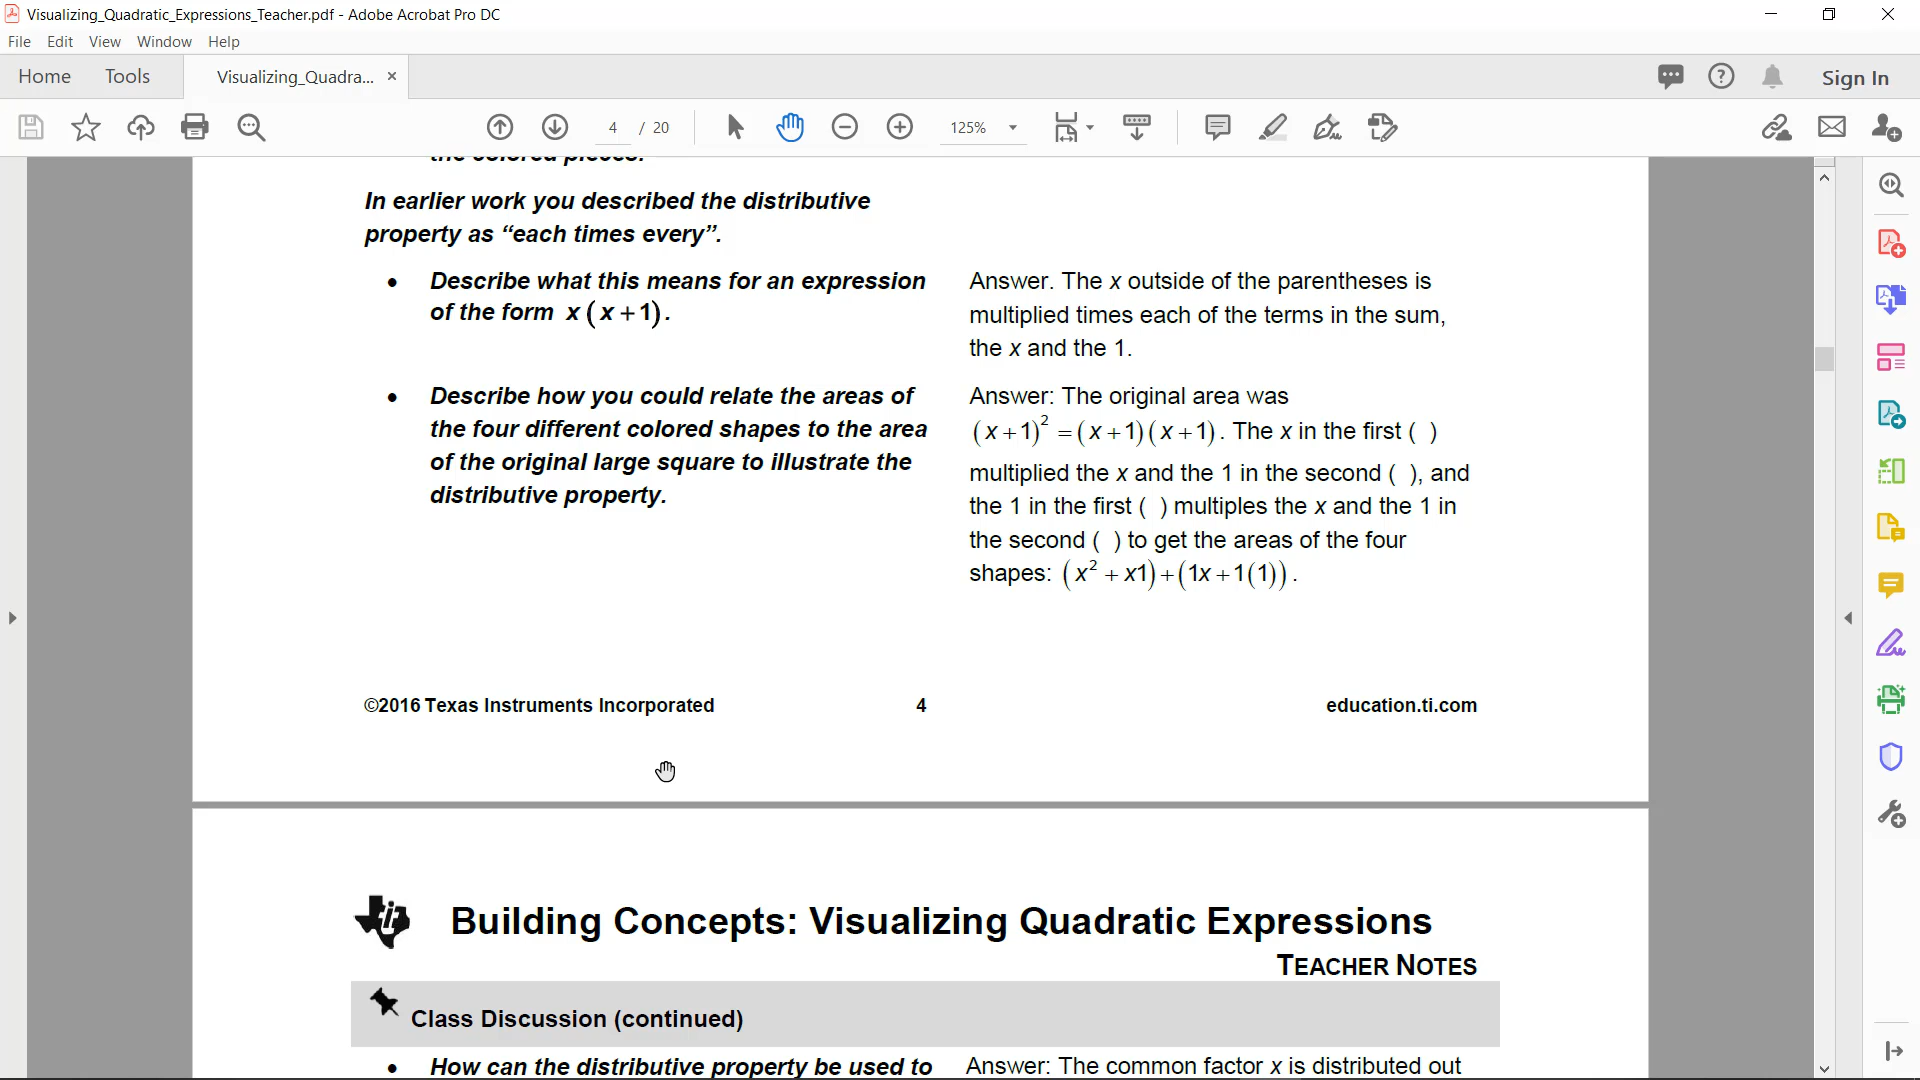 Visualizing_Quadratic_Expressions_Teacher.pdf - Adobe Acrobat Pro DC
File Edit View Window Help
Home Tools Visualizing_Quadra... × Sign In
4 / 20 125%
the colored pieces.
In earlier work you described the distributive
property as “each times every”.
• Describe what this means for an expression
of the form x(x+1).
Answer. The x outside of the parentheses is
multiplied times each of the terms in the sum,
the x and the 1.
• Describe how you could relate the areas of
the four different colored shapes to the area
of the original large square to illustrate the
distributive property.
Answer: The original area was
(x+1)² =(x+1)(x+1). The x in the first ( )
multiplied the x and the 1 in the second ( ), and
the 1 in the first ( ) multiples the x and the 1 in
the second ( ) to get the areas of the four
shapes: (x² + x1)+(1x+1(1)).
©2016 Texas Instruments Incorporated 4 education.ti.com
Building Concepts: Visualizing Quadratic Expressions
TEACHER NOTES
Class Discussion (continued)
• How can the distributive property be used to
Answer: The common factor x is distributed out